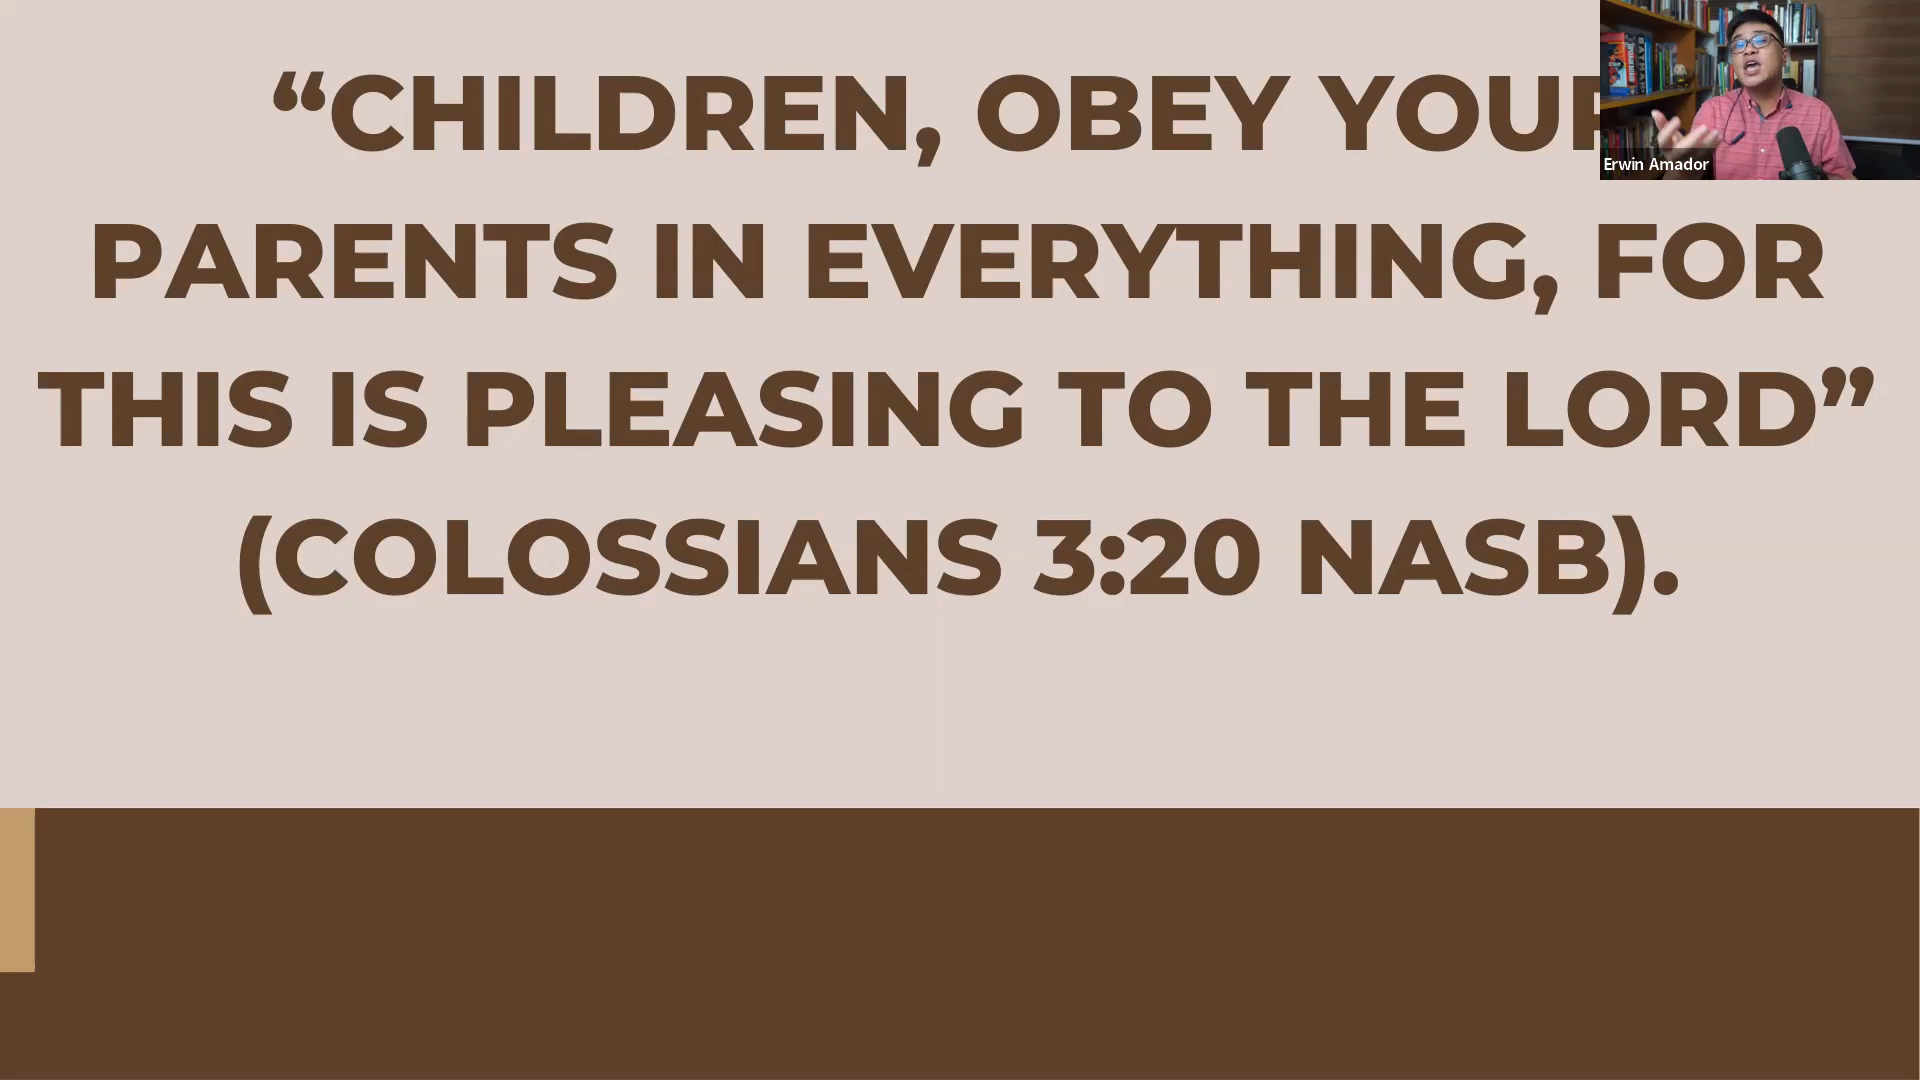 “CHILDREN, OBEY YOUR
PARENTS IN EVERYTHING, FOR
THIS IS PLEASING TO THE LORD”
(COLOSSIANS 3:20 NASB).
Erwin Amador